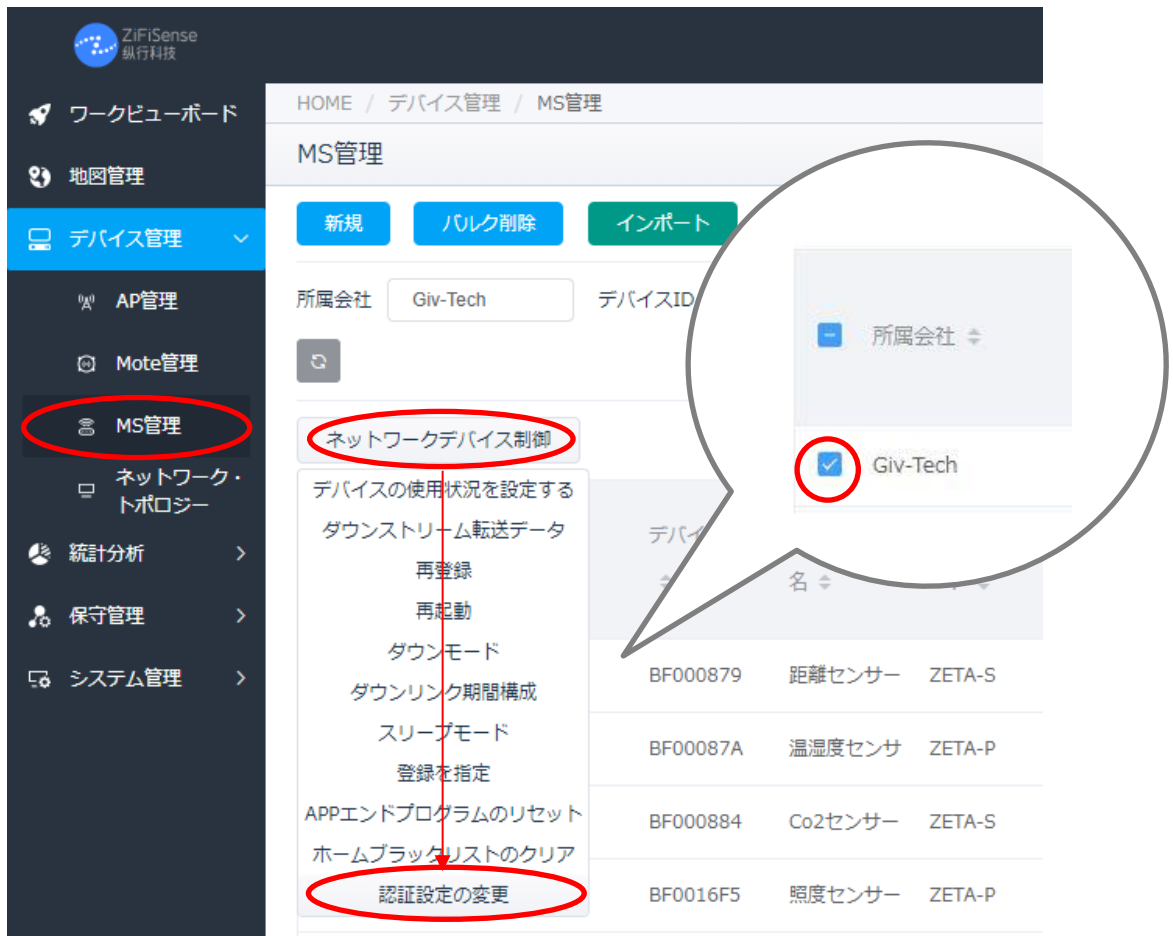 ZiFiSense
纵行科技
ワークビューボード
地図管理
デバイス管理
AP管理
Mote管理
MS管理
ネットワーク・
トポロジー
統計分析
保守管理
システム管理
HOME / デバイス管理 / MS管理
MS管理
新規 バルク削除 インポート
所属会社 Giv-Tech デバイスID
ネットワークデバイス制御
デバイスの使用状況を設定する
ダウンストリーム転送データ
再登録
再起動
ダウンモード
ダウンリンク期間構成
スリープモード
登録を指定
APPエンドプログラムのリセット
ホームブラックリストのクリア
認証設定の変更
所属会社
Giv-Tech
デバイ
名
BF000879 距離センサー ZETA-S
BF00087A 温湿度センサ ZETA-P
BF000884 Co2センサー ZETA-S
BF0016F5 照度センサー ZETA-P